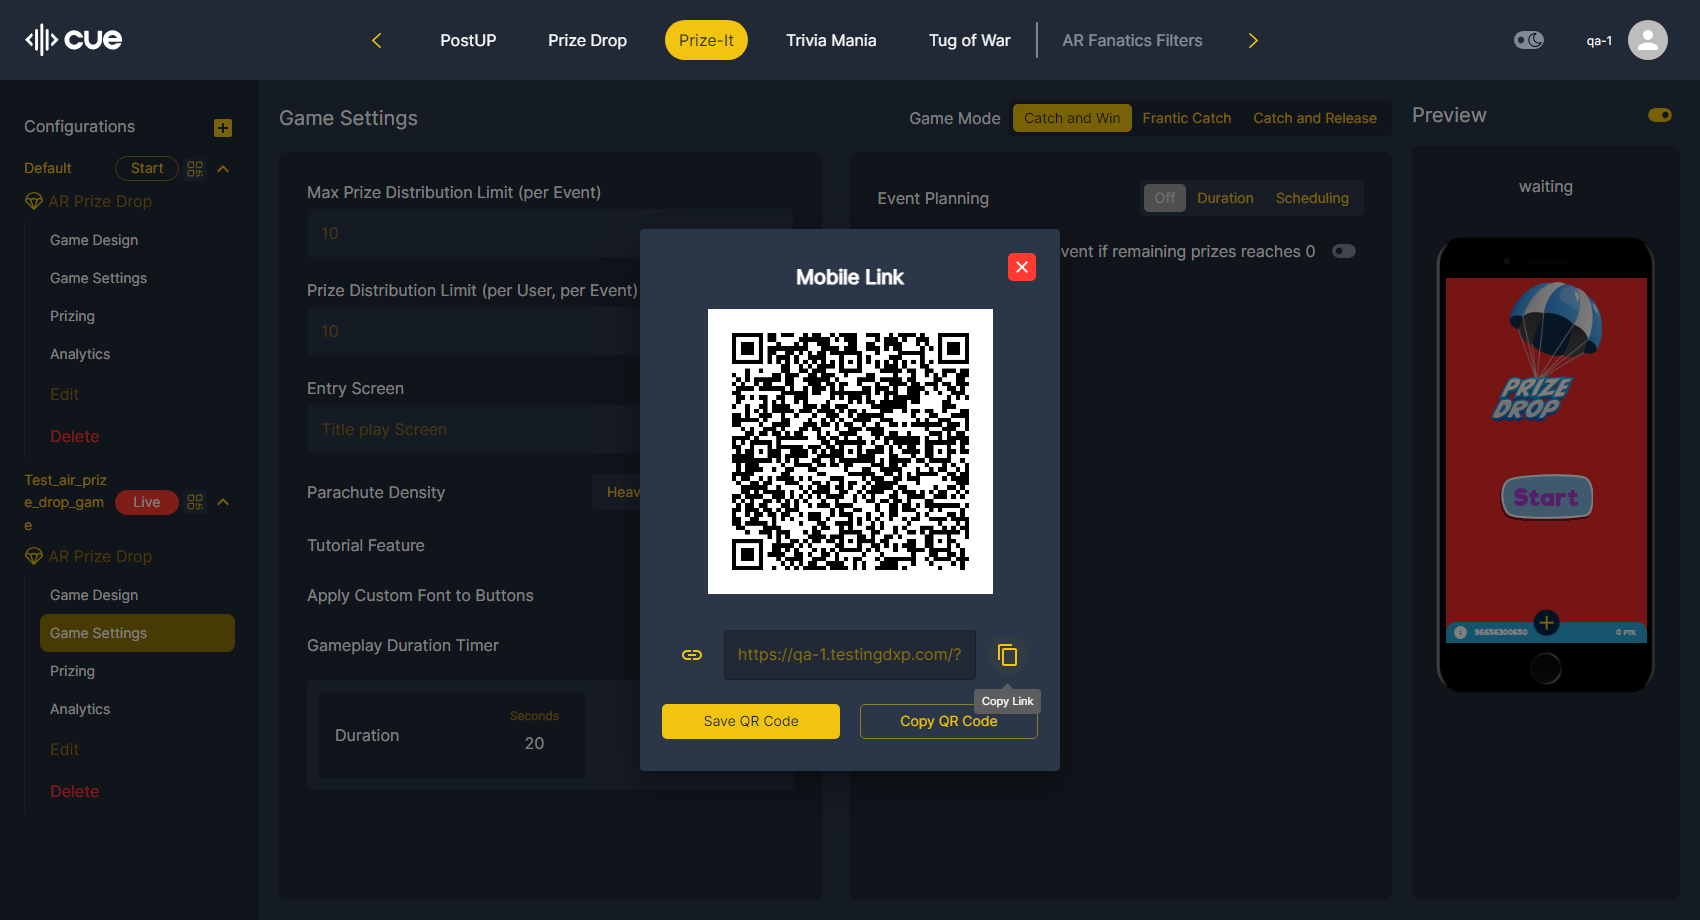 cue
PostUP
Prize Drop
Prize-It
Trivia Mania
Tug of War
AR Fanatics Filters
qa-1
Configurations
Default
Start
AR Prize Drop
Game Design
Game Settings
Prizing
Analytics
Edit
Delete
Test_air_priz
e_drop_gam
e
Live
AR Prize Drop
Game Design
Game Settings
Prizing
Analytics
Edit
Delete
Game Settings
Game Mode
Catch and Win
Frantic Catch
Catch and Release
Max Prize Distribution Limit (per Event)
10
Prize Distribution Limit (per User, per Event)
10
Entry Screen
Title play Screen
Parachute Density
Heav
Tutorial Feature
Apply Custom Font to Buttons
Gameplay Duration Timer
Duration
Seconds
20
Event Planning
Off
Duration
Scheduling
vent if remaining prizes reaches 0
Mobile Link
https://qa-1.testingdxp.com/?
Copy Link
Save QR Code
Copy QR Code
Preview
waiting
PRIZE
DROP
Start
96656300650
0 PTS.